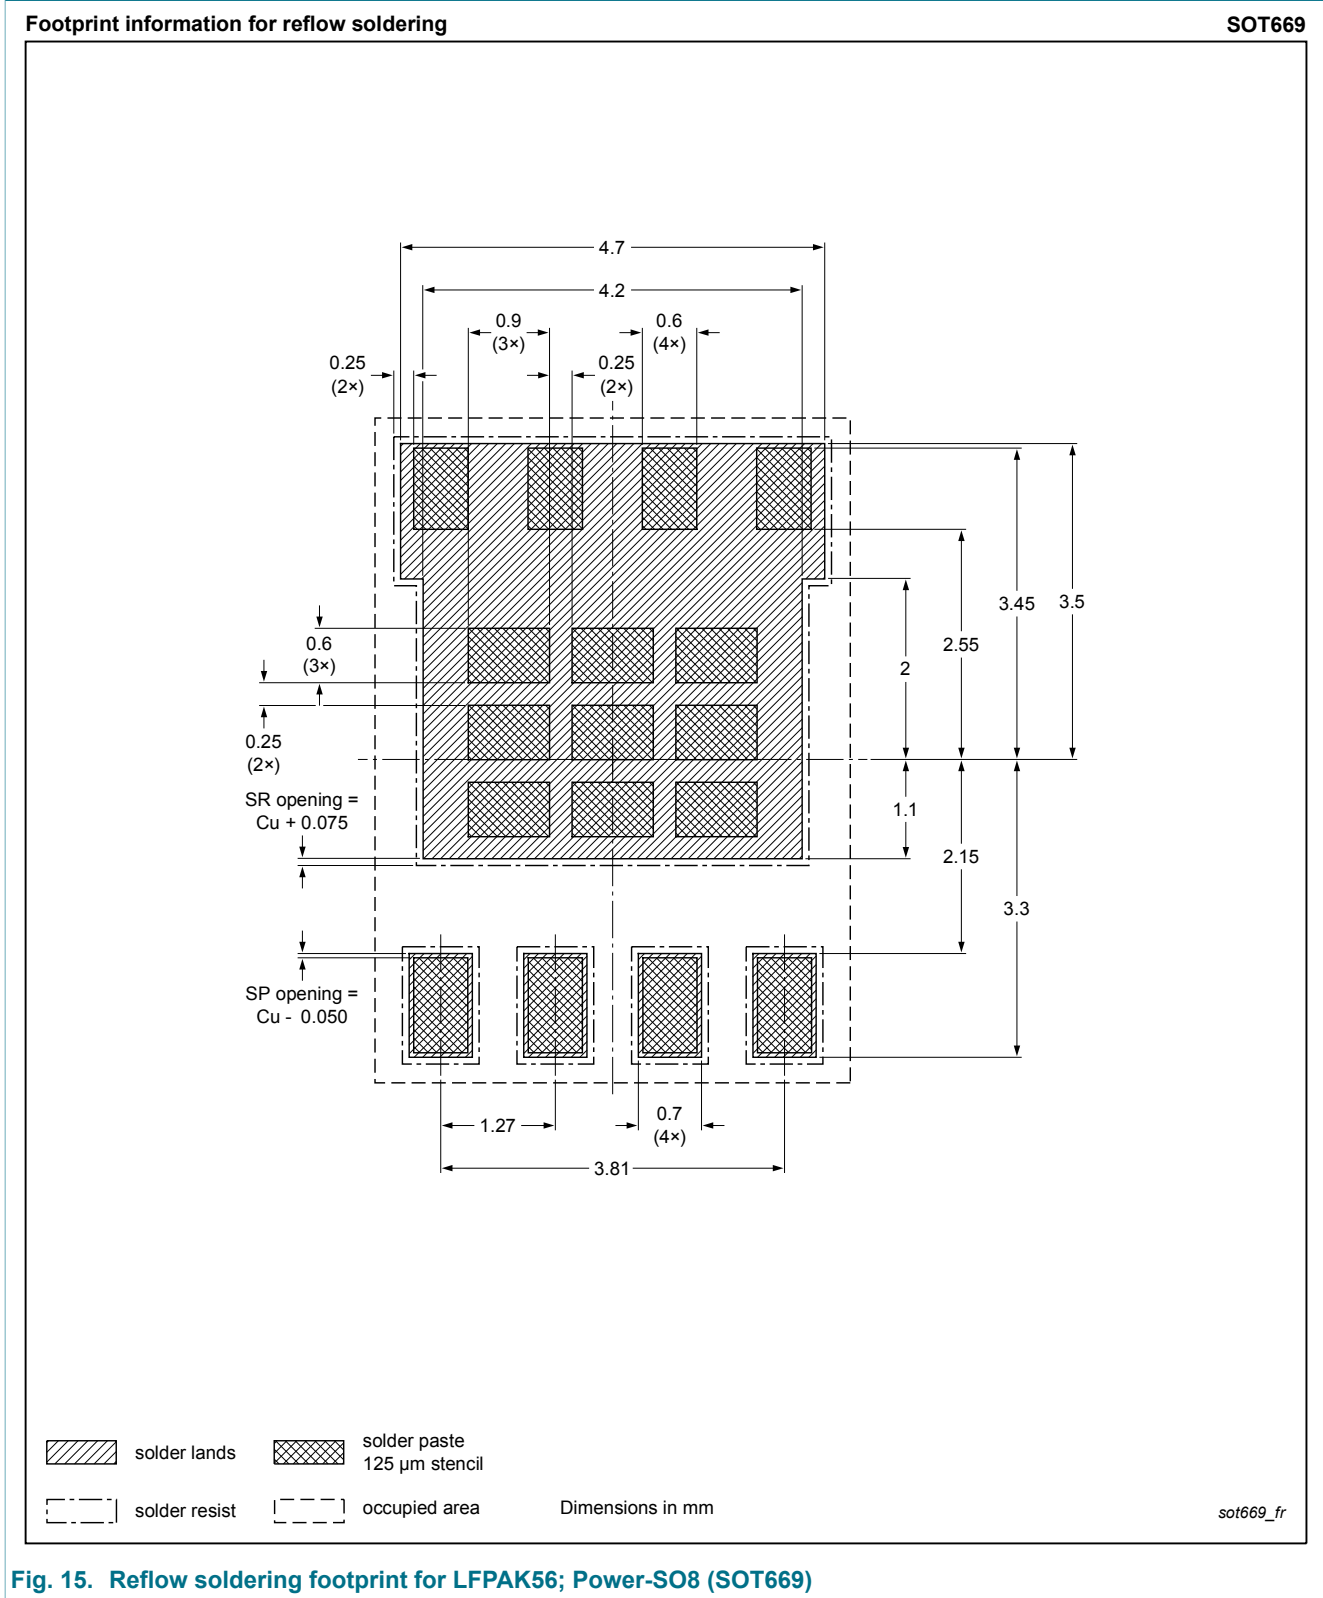 Footprint information for reflow soldering
SOT669
4.7
4.2
0.9
(3×)
0.6
(4×)
0.25
(2×)
0.25
(2×)
3.45
3.5
2.55
2
0.6
(3×)
0.25
(2×)
SR opening =
Cu + 0.075
1.1
2.15
3.3
SP opening =
Cu - 0.050
1.27
0.7
(4×)
3.81
solder lands
solder paste
125 µm stencil
solder resist
occupied area
Dimensions in mm
sot669_fr
Fig. 15. Reflow soldering footprint for LFPAK56; Power-SO8 (SOT669)